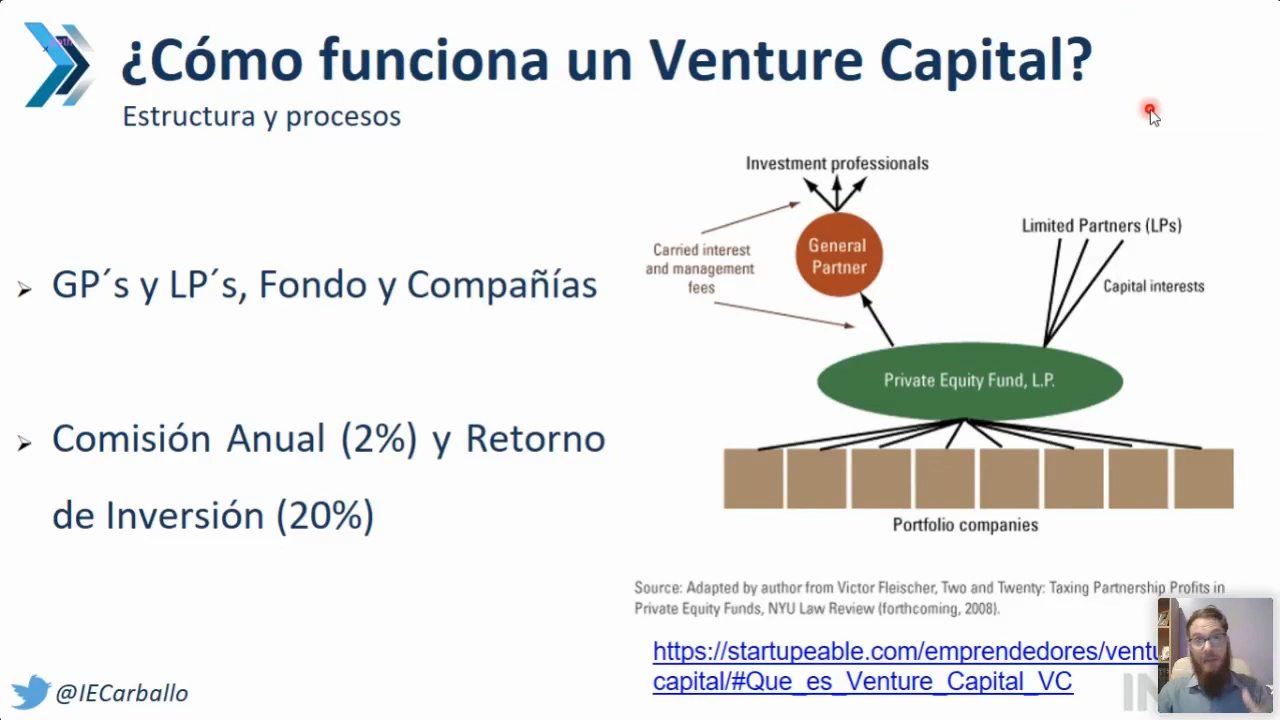 ¿Cómo funciona un Venture Capital?
Estructura y procesos
➢ GP´s y LP´s, Fondo y Compañías
➢ Comisión Anual (2%) y Retorno
de Inversión (20%)
Investment professionals
General
Partner
Carried interest
and management
fees
Limited Partners (LPs)
Capital interests
Private Equity Fund, L.P.
Portfolio companies
Source: Adapted by author from Victor Fleischer, Two and Twenty: Taxing Partnership Profits in
Private Equity Funds, NYU Law Review (forthcoming, 2008).
https://startupeable.com/emprendedores/ventu
capital/#Que_es_Venture_Capital_VC
@IECarballo